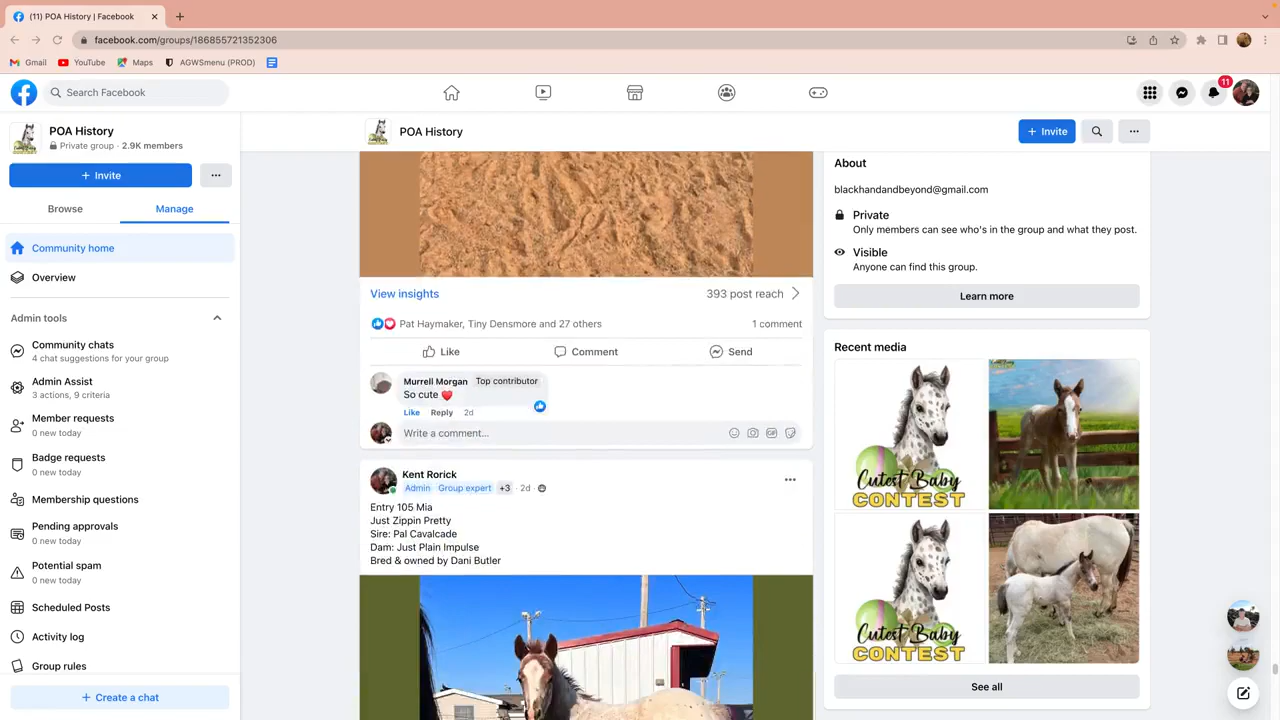 (11) POA History | Facebook
facebook.com/groups/186855721352306
Gmail YouTube Maps AGWSmenu (PROD)
Search Facebook
11
POA History
Private group · 2.9K members
+ Invite
Browse Manage
Community home
Overview
Admin tools
Community chats
4 chat suggestions for your group
Admin Assist
3 actions, 9 criteria
Member requests
0 new today
Badge requests
0 new today
Membership questions
Pending approvals
0 new today
Potential spam
0 new today
Scheduled Posts
Activity log
Group rules
+ Create a chat
POA History
+ Invite
View insights 393 post reach
Pat Haymaker, Tiny Densmore and 27 others 1 comment
Like Comment Send
Murrell Morgan Top contributor
So cute
Like Reply 2d
Write a comment...
GIF
Kent Rorick
Admin Group expert +3 · 2d ·
Entry 105 Mia
Just Zippin Pretty
Sire: Pal Cavalcade
Dam: Just Plain Impulse
Bred & owned by Dani Butler
About
blackhandandbeyond@gmail.com
Private
Only members can see who's in the group and what they post.
Visible
Anyone can find this group.
Learn more
Recent media
Cutest Baby
CONTEST
Cutest Baby
CONTEST
See all